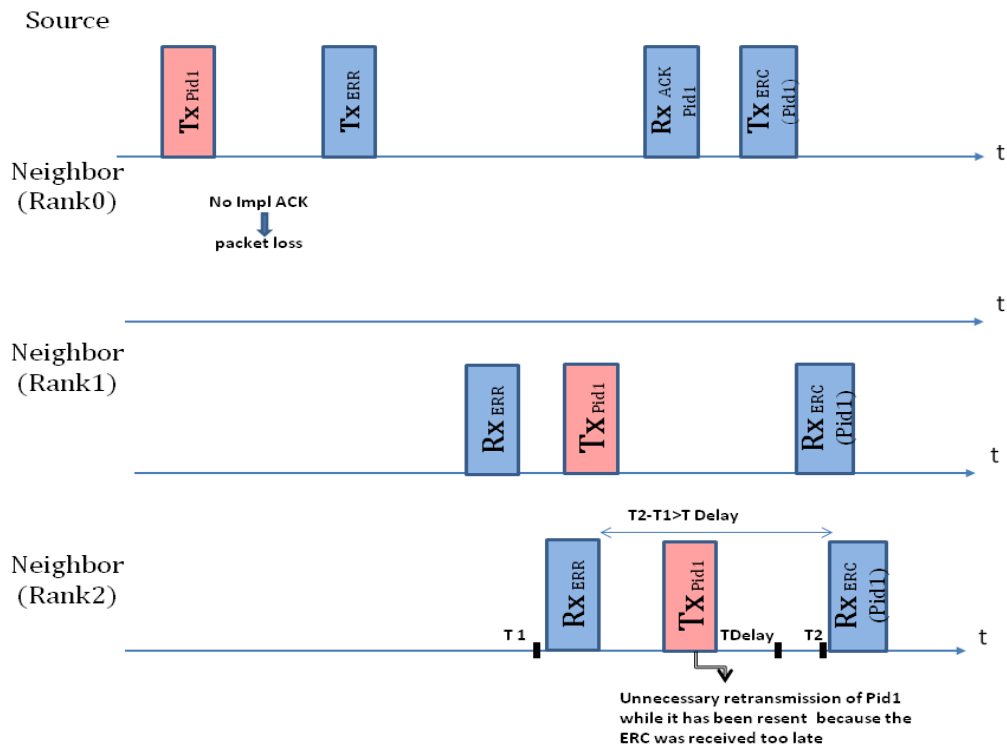 Source
Tx Pid1
Tx ERR
Rx ACK
Pid1
Tx ERC
(Pid1)
t
Neighbor
(Rank0)
No Impl ACK
packet loss
t
Neighbor
(Rank1)
Rx ERR
Tx Pid1
Rx ERC
(Pid1)
t
T2-T1>T Delay
Neighbor
(Rank2)
Rx ERR
Tx Pid1
Rx ERC
(Pid1)
T 1
TDelay
T2
t
Unnecessary retransmission of Pid1
while it has been resent because the
ERC was received too late